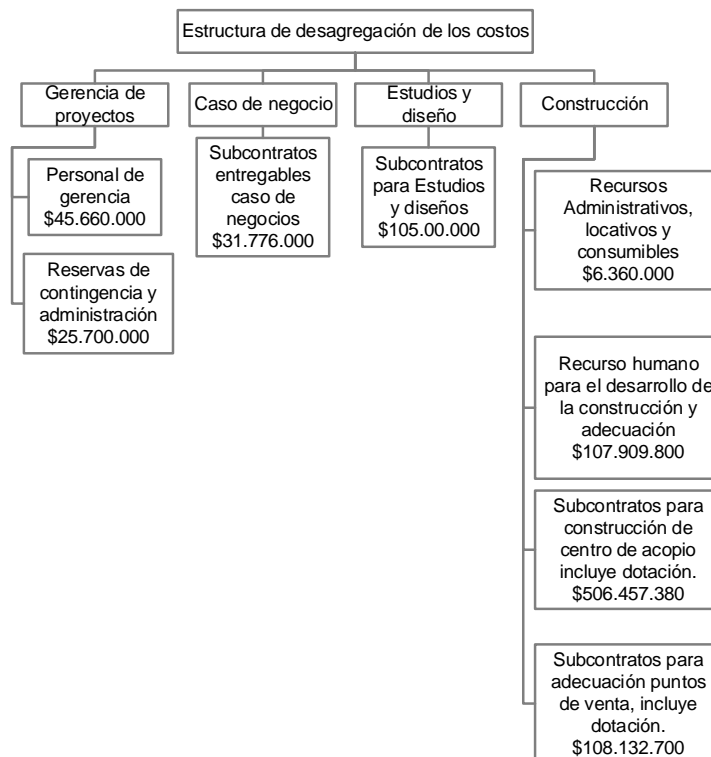 Estructura de desagregación de los costos
Gerencia de
proyectos
Caso de negocio
Estudios y
diseño
Construcción
Personal de
gerencia
$45.660.000
Reservas de
contingencia y
administración
$25.700.000
Subcontratos
entregables
caso de
negocios
$31.776.000
Subcontratos
para Estudios
y diseños
$105.00.000
Recursos
Administrativos,
locativos y
consumibles
$6.360.000
Recurso humano
para el desarrollo de
la construcción y
adecuación
$107.909.800
Subcontratos para
construcción de
centro de acopio
incluye dotación.
$506.457.380
Subcontratos para
adecuación puntos
de venta, incluye
dotación.
$108.132.700